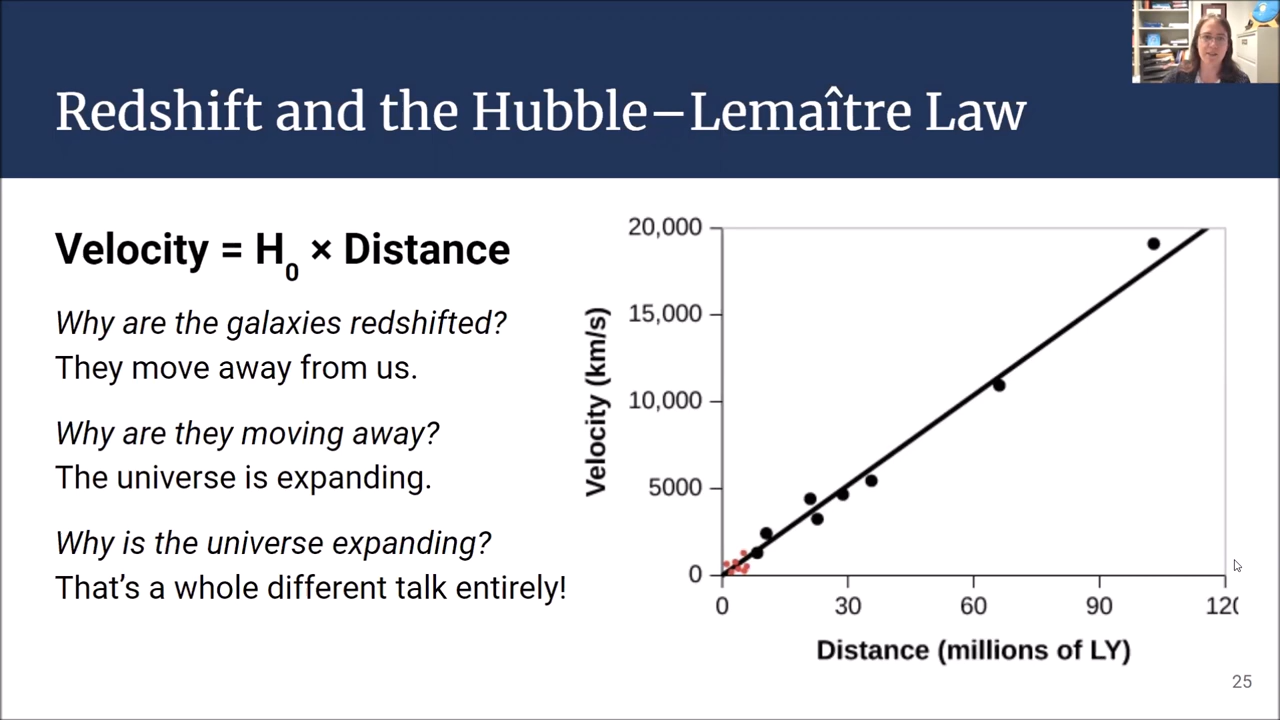 Redshift and the Hubble–Lemaître Law
Velocity = H₀ × Distance
Why are the galaxies redshifted?
They move away from us.
Why are they moving away?
The universe is expanding.
Why is the universe expanding?
That’s a whole different talk entirely!
20,000
15,000
10,000
5000
0
Velocity (km/s)
0 30 60 90 120
Distance (millions of LY)
25